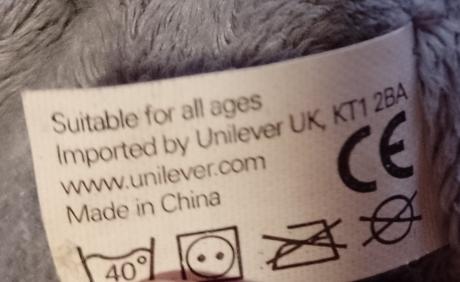 Suitable for all ages
Imported by Unilever UK, KT1 2BA
www.unilever.com
Made in China
CE
40°